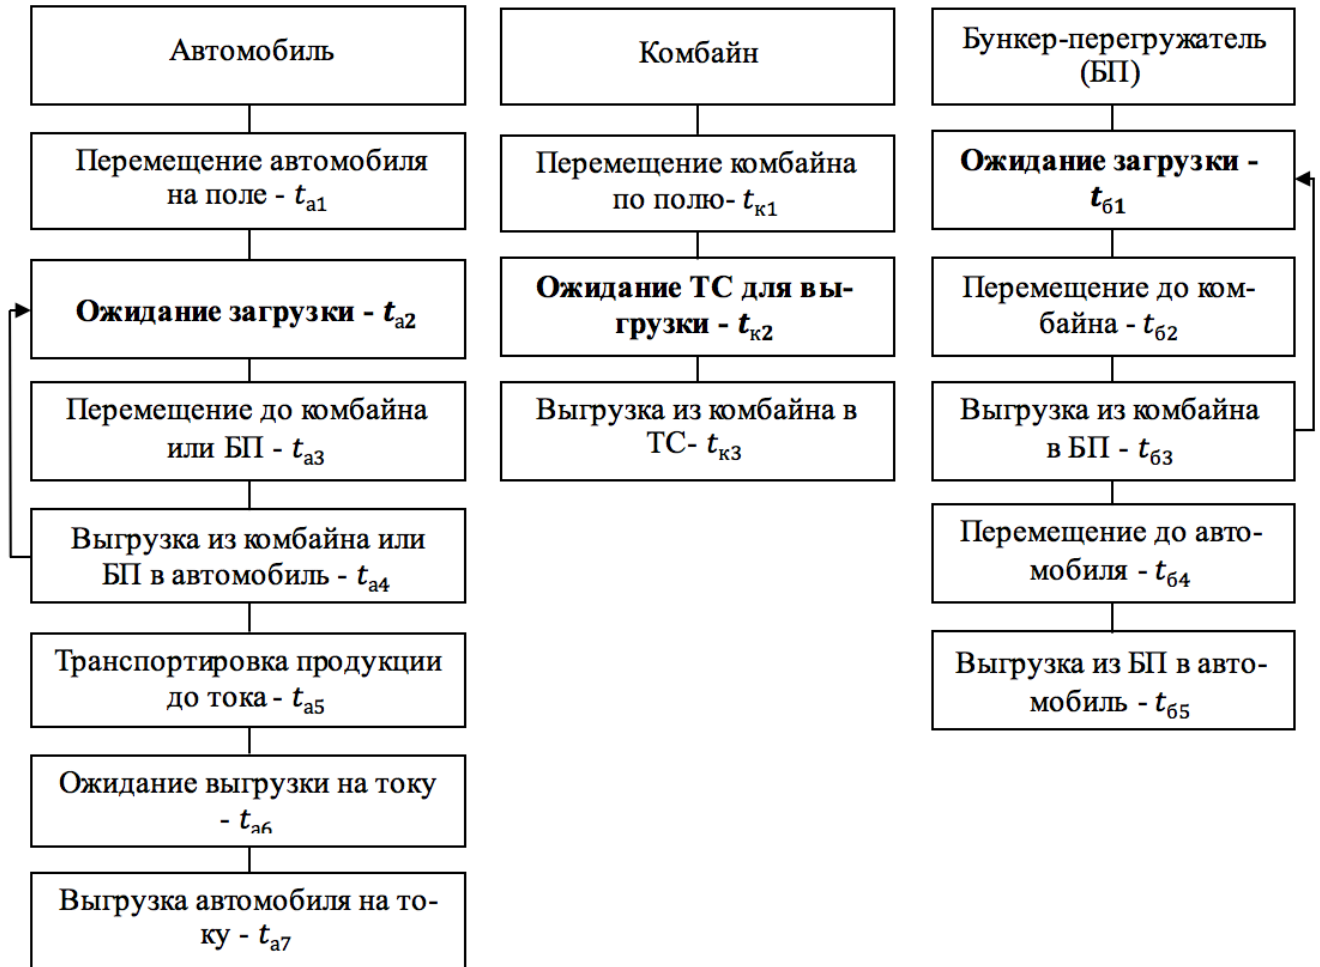 Автомобиль
Перемещение автомобиля
на поле - tа1
Ожидание загрузки - tа2
Перемещение до комбайна
или БП - tа3
Выгрузка из комбайна или
БП в автомобиль - tа4
Транспортировка продукции
до тока - tа5
Ожидание выгрузки на току
- tа6
Выгрузка автомобиля на то-
ку - tа7
Комбайн
Перемещение комбайна
по полю- tк1
Ожидание ТС для вы-
грузки - tк2
Выгрузка из комбайна в
ТС- tк3
Бункер-перегружатель
(БП)
Ожидание загрузки -
tб1
Перемещение до ком-
байна - tб2
Выгрузка из комбайна
в БП - tб3
Перемещение до авто-
мобиля - tб4
Выгрузка из БП в авто-
мобиль - tб5